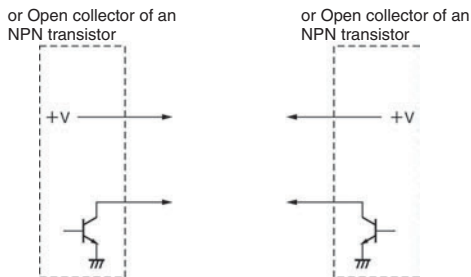 or Open collector of an
NPN transistor
or Open collector of an
NPN transistor
+V
+V